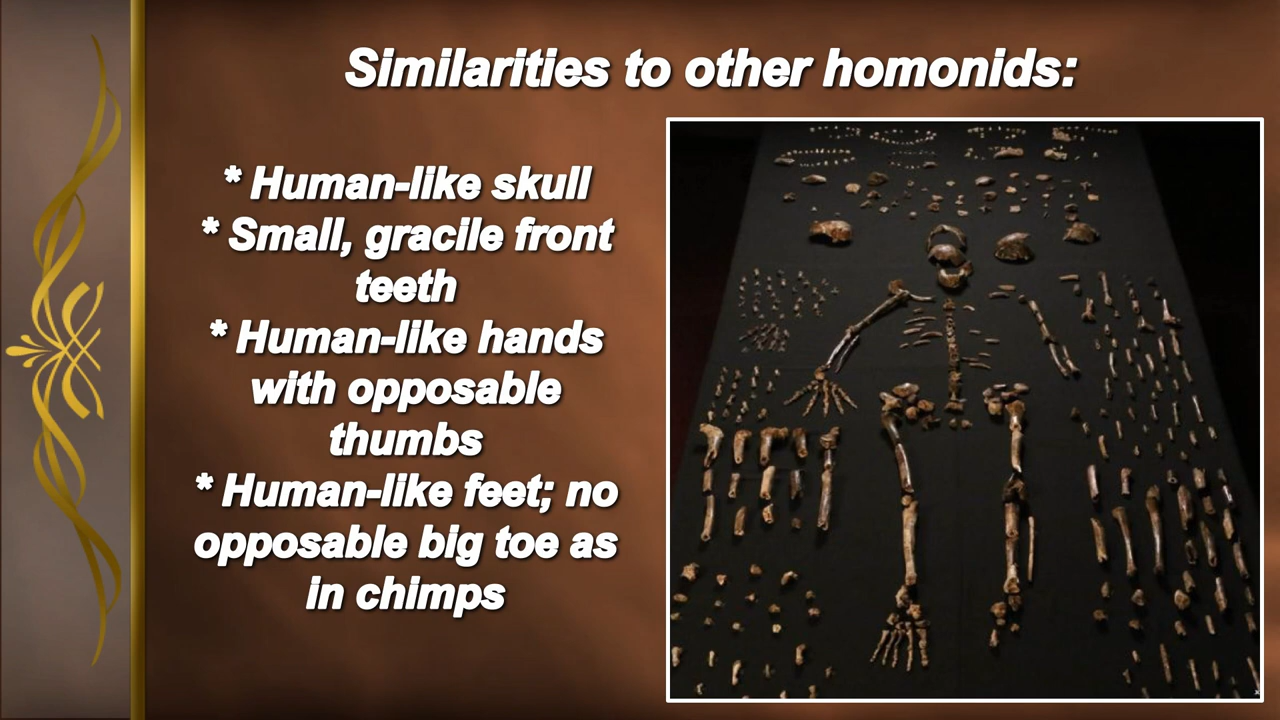 Similarities to other homonids:
* Human-like skull
* Small, gracile front
teeth
* Human-like hands
with opposable
thumbs
* Human-like feet; no
opposable big toe as
in chimps